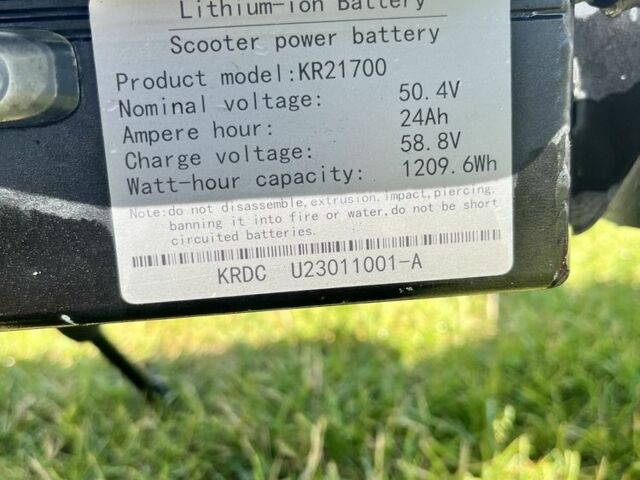 Lithium-ion Battery
Scooter power battery
Product model:KR21700
Nominal voltage: 50.4V
Ampere hour: 24Ah
Charge voltage: 58.8V
Watt-hour capacity: 1209.6Wh
Note:do not disassemble,extrusion,impact,piercing.
banning it into fire or water,do not be short
circuited batteries.
KRDC U23011001-A